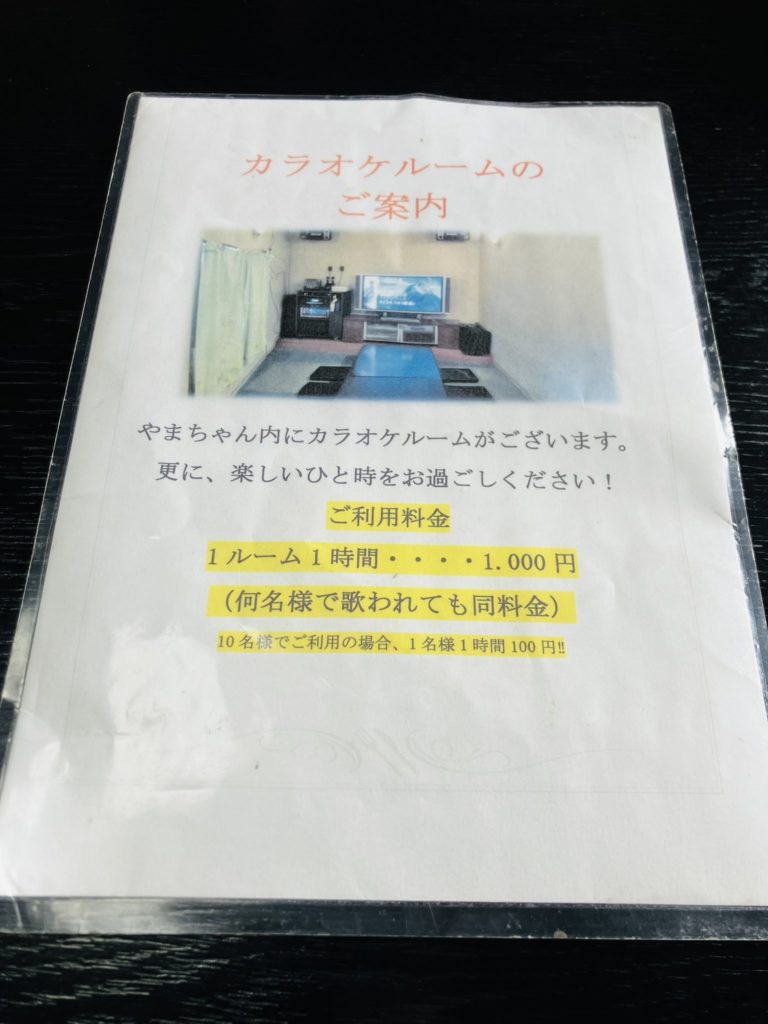 カラオケルームの
ご案内
やまちゃん内にカラオケルームがございます。
更に、楽しいひと時をお過ごしください！
ご利用料金
1ルーム1時間・・・・1.000円
（何名様で歌われても同料金）
10名様でご利用の場合、1名様1時間100円‼